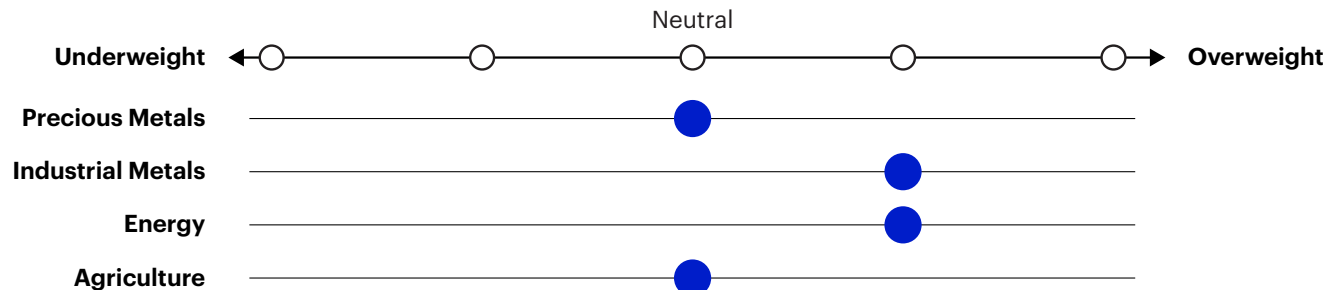 Neutral
Underweight Overweight
Precious Metals
Industrial Metals
Energy
Agriculture